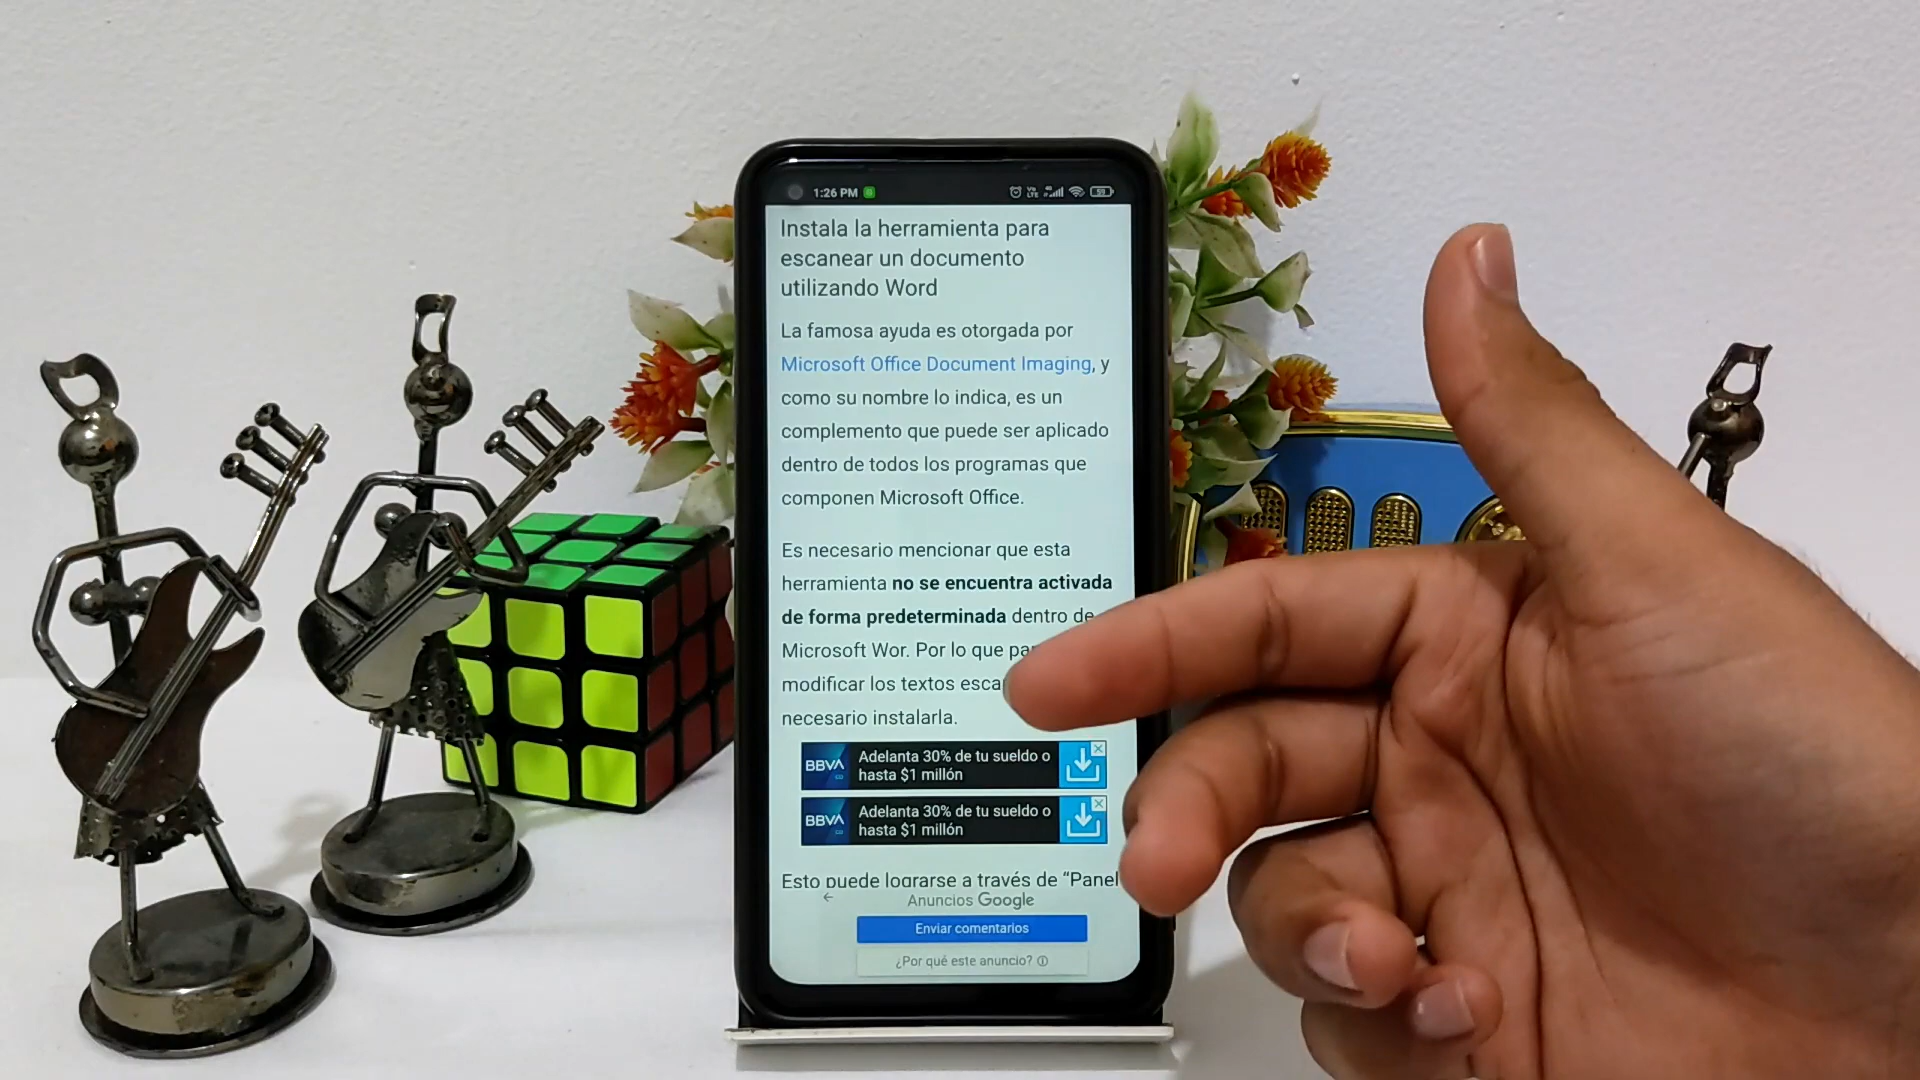 1:26 PM
Vo
LTE
4G
59
Instala la herramienta para
escanear un documento
utilizando Word
La famosa ayuda es otorgada por
Microsoft Office Document Imaging, y
como su nombre lo indica, es un
complemento que puede ser aplicado
dentro de todos los programas que
componen Microsoft Office.
Es necesario mencionar que esta
herramienta no se encuentra activada
de forma predeterminada dentro de
Microsoft Wor. Por lo que
modificar los textos
necesario instalarla.
BBVA
Adelanta 30% de tu sueldo o
hasta $1 millón
BBVA
Adelanta 30% de tu sueldo o
hasta $1 millón
Esto puede lograrse a través de “Panel
Anuncios Google
Enviar comentarios
¿Por qué este anuncio?